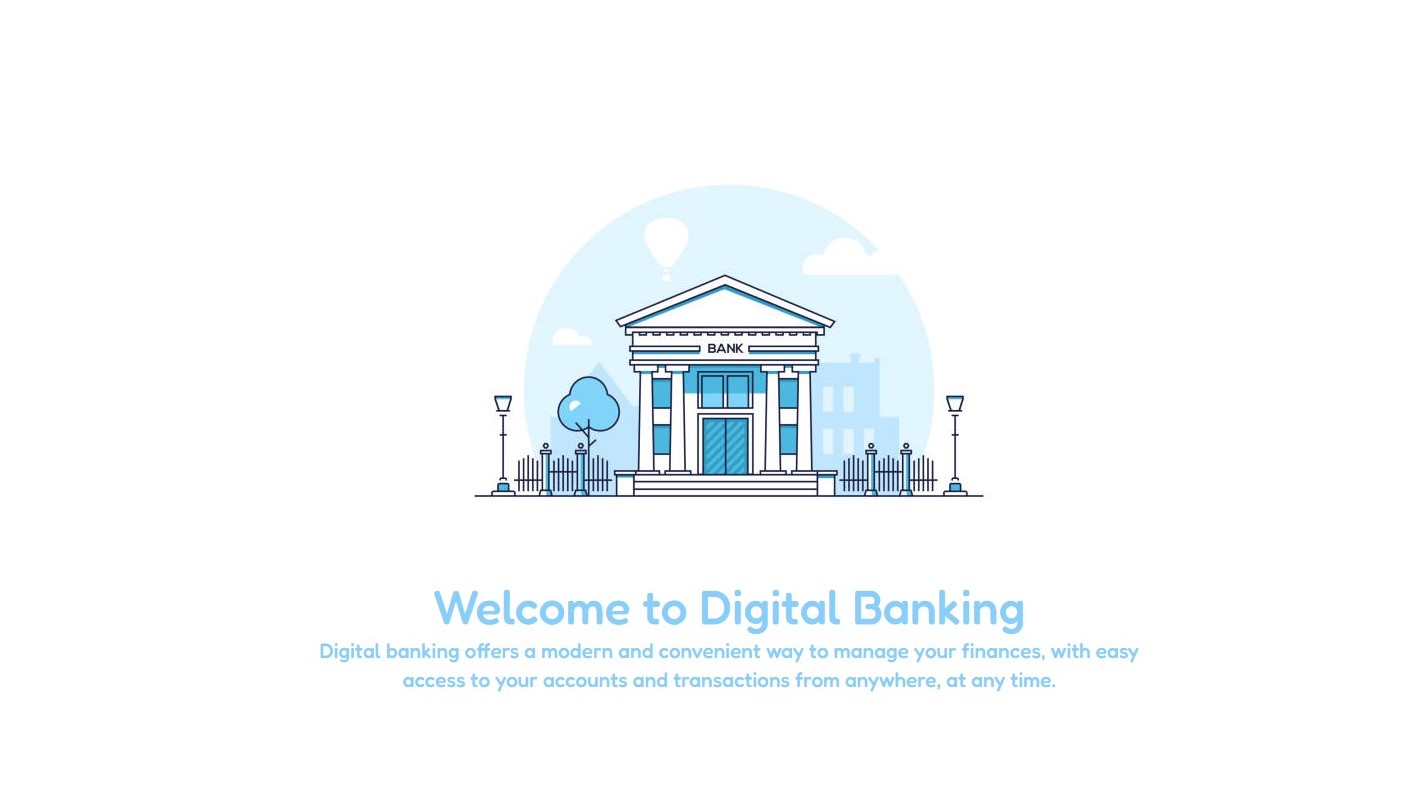 BANK
Welcome to Digital Banking
Digital banking offers a modern and convenient way to manage your finances, with easy
access to your accounts and transactions from anywhere, at any time.